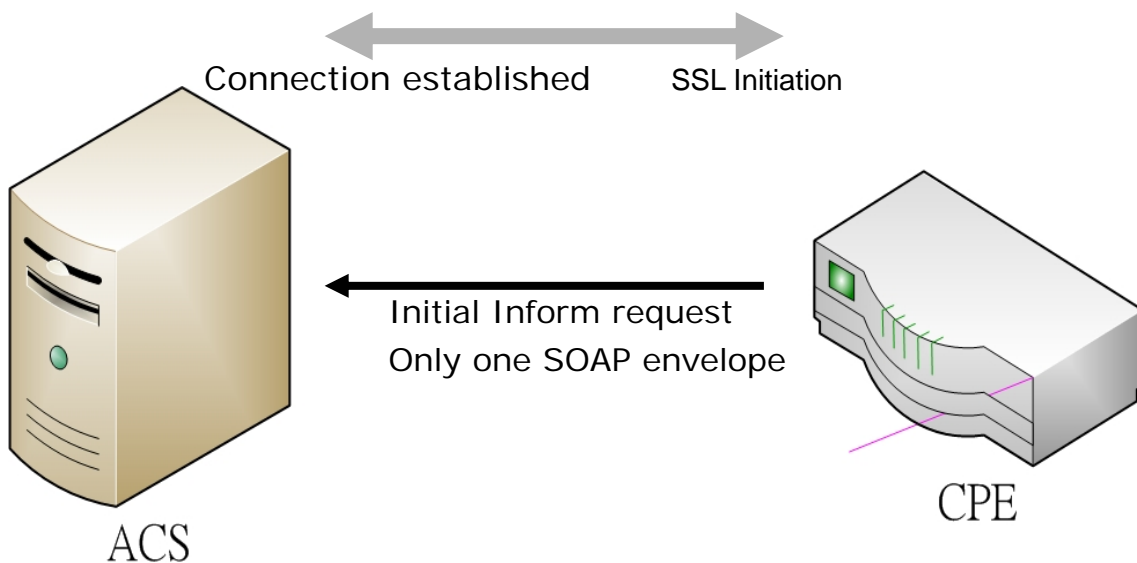 Connection established
SSL Initiation
Initial Inform request
Only one SOAP envelope
CPE
ACS